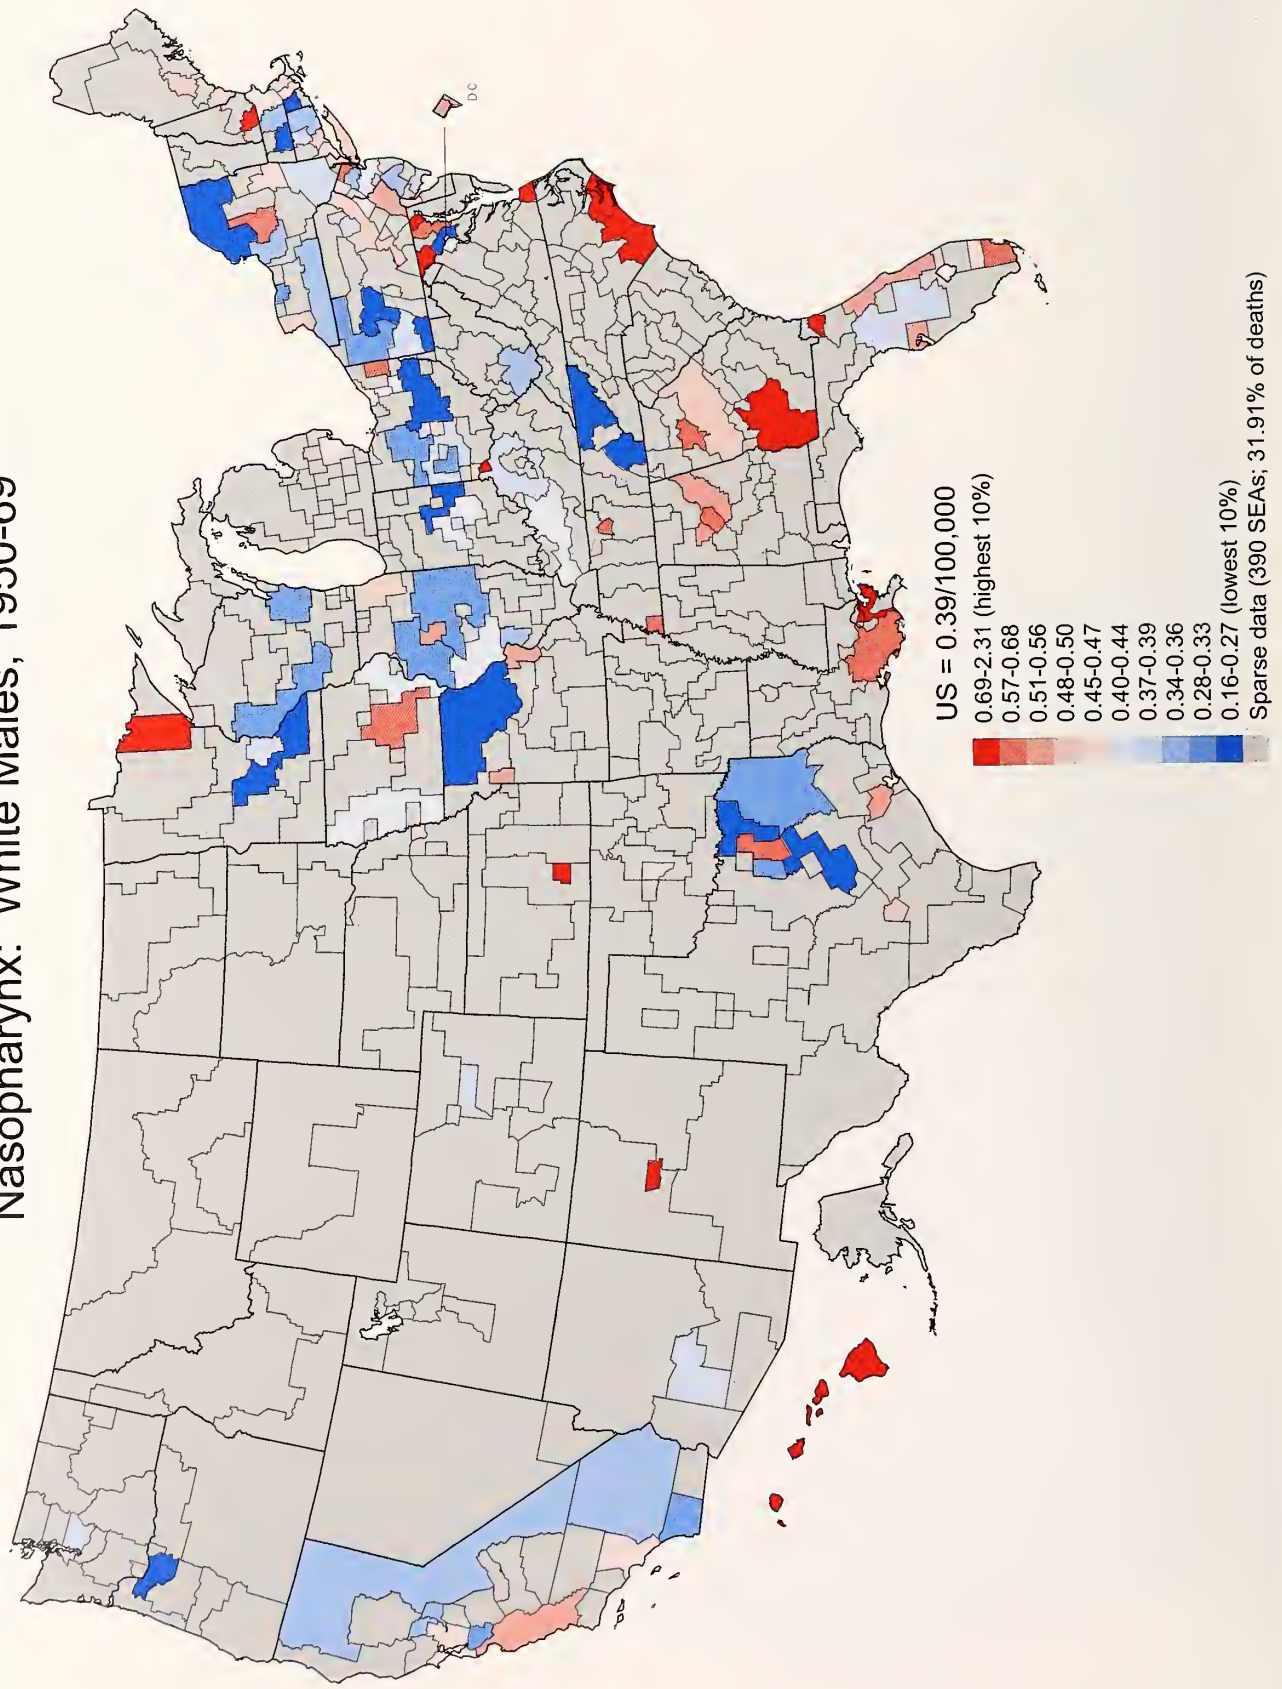 Nasopharynx: White Males, 1950-69
DC
US = 0.39/100,000
0.69-2.31 (highest 10%)
0.57-0.68
0.51-0.56
0.48-0.50
0.45-0.47
0.40-0.44
0.37-0.39
0.34-0.36
0.28-0.33
0.16-0.27 (lowest 10%)
Sparse data (390 SEAs; 31.91% of deaths)